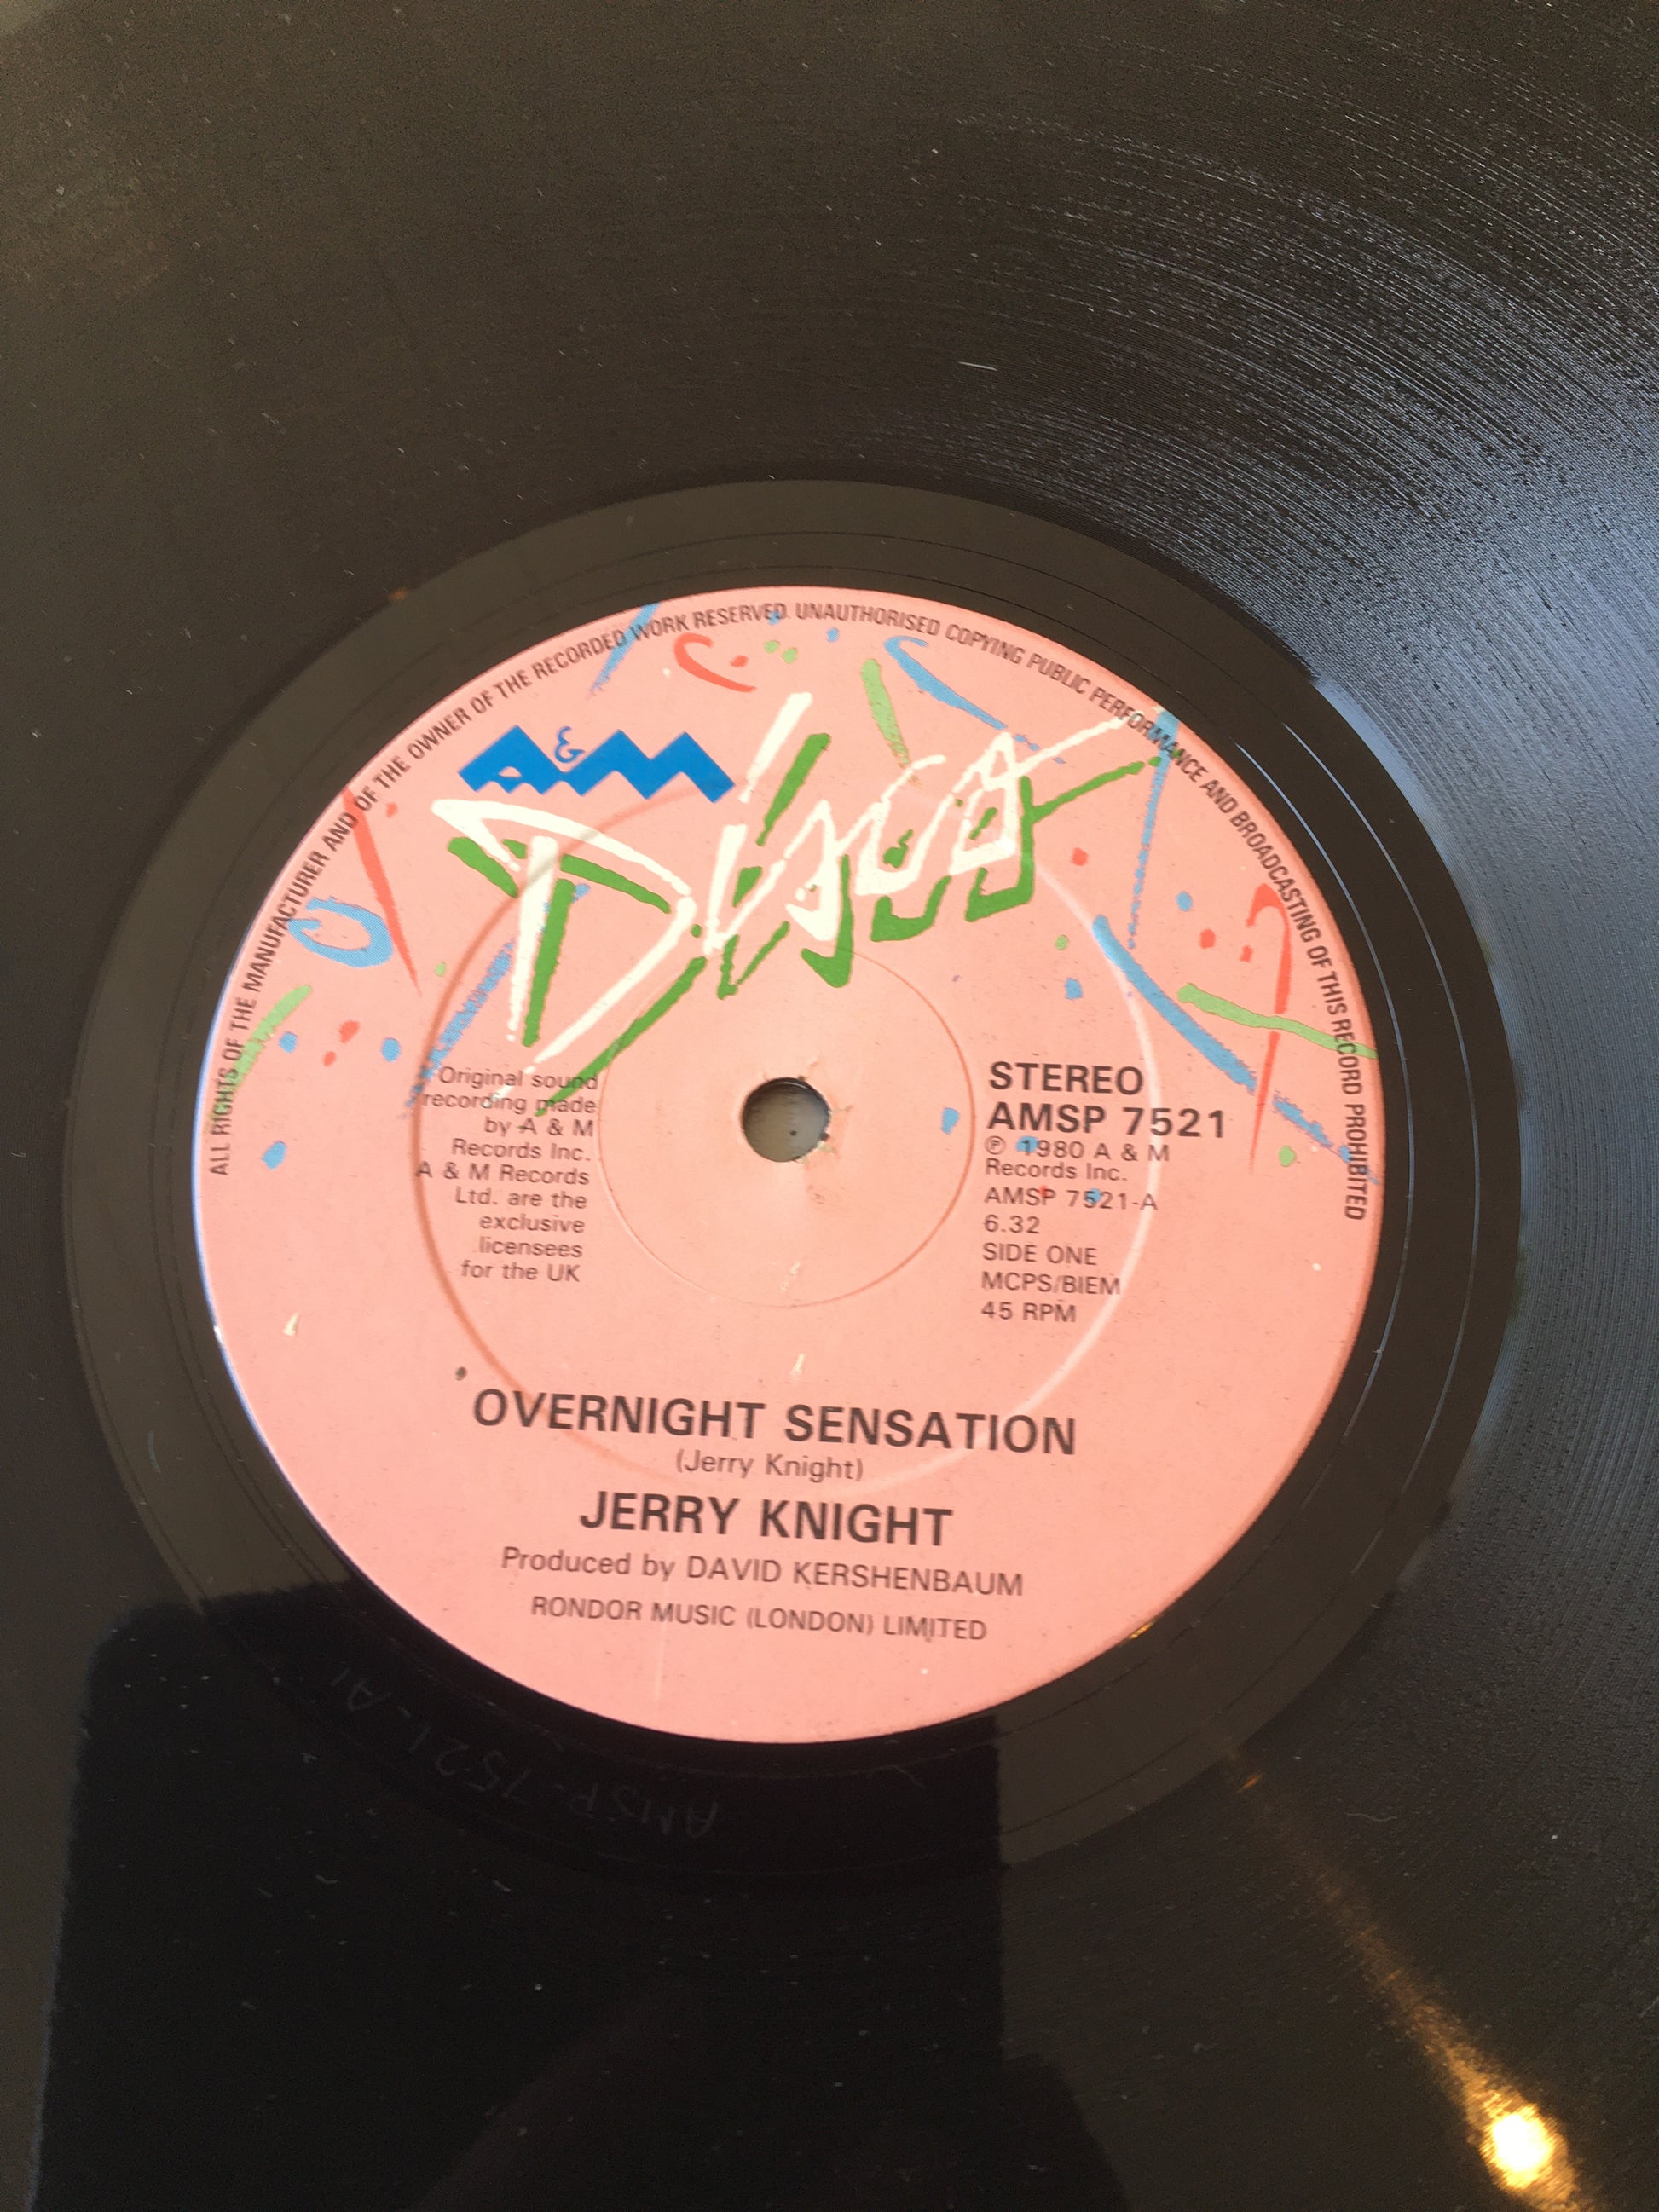 ALL RIGHTS OF THE MANUFACTURER AND OF THE OWNER OF THE RECORDED WORK RESERVED. UNAUTHORISED COPYING PUBLIC PERFORMANCE AND BROADCASTING OF THIS RECORD PROHIBITED
A&M
Disco
Original sound
recording made
by A & M
Records Inc.
A & M Records
Ltd. are the
exclusive
licensees
for the UK
STEREO
AMSP 7521
℗ 1980 A & M
Records Inc.
AMSP 7521-A
6.32
SIDE ONE
MCPS/BIEM
45 RPM
OVERNIGHT SENSATION
(Jerry Knight)
JERRY KNIGHT
Produced by DAVID KERSHENBAUM
RONDOR MUSIC (LONDON) LIMITED
AMSP-7521-A1